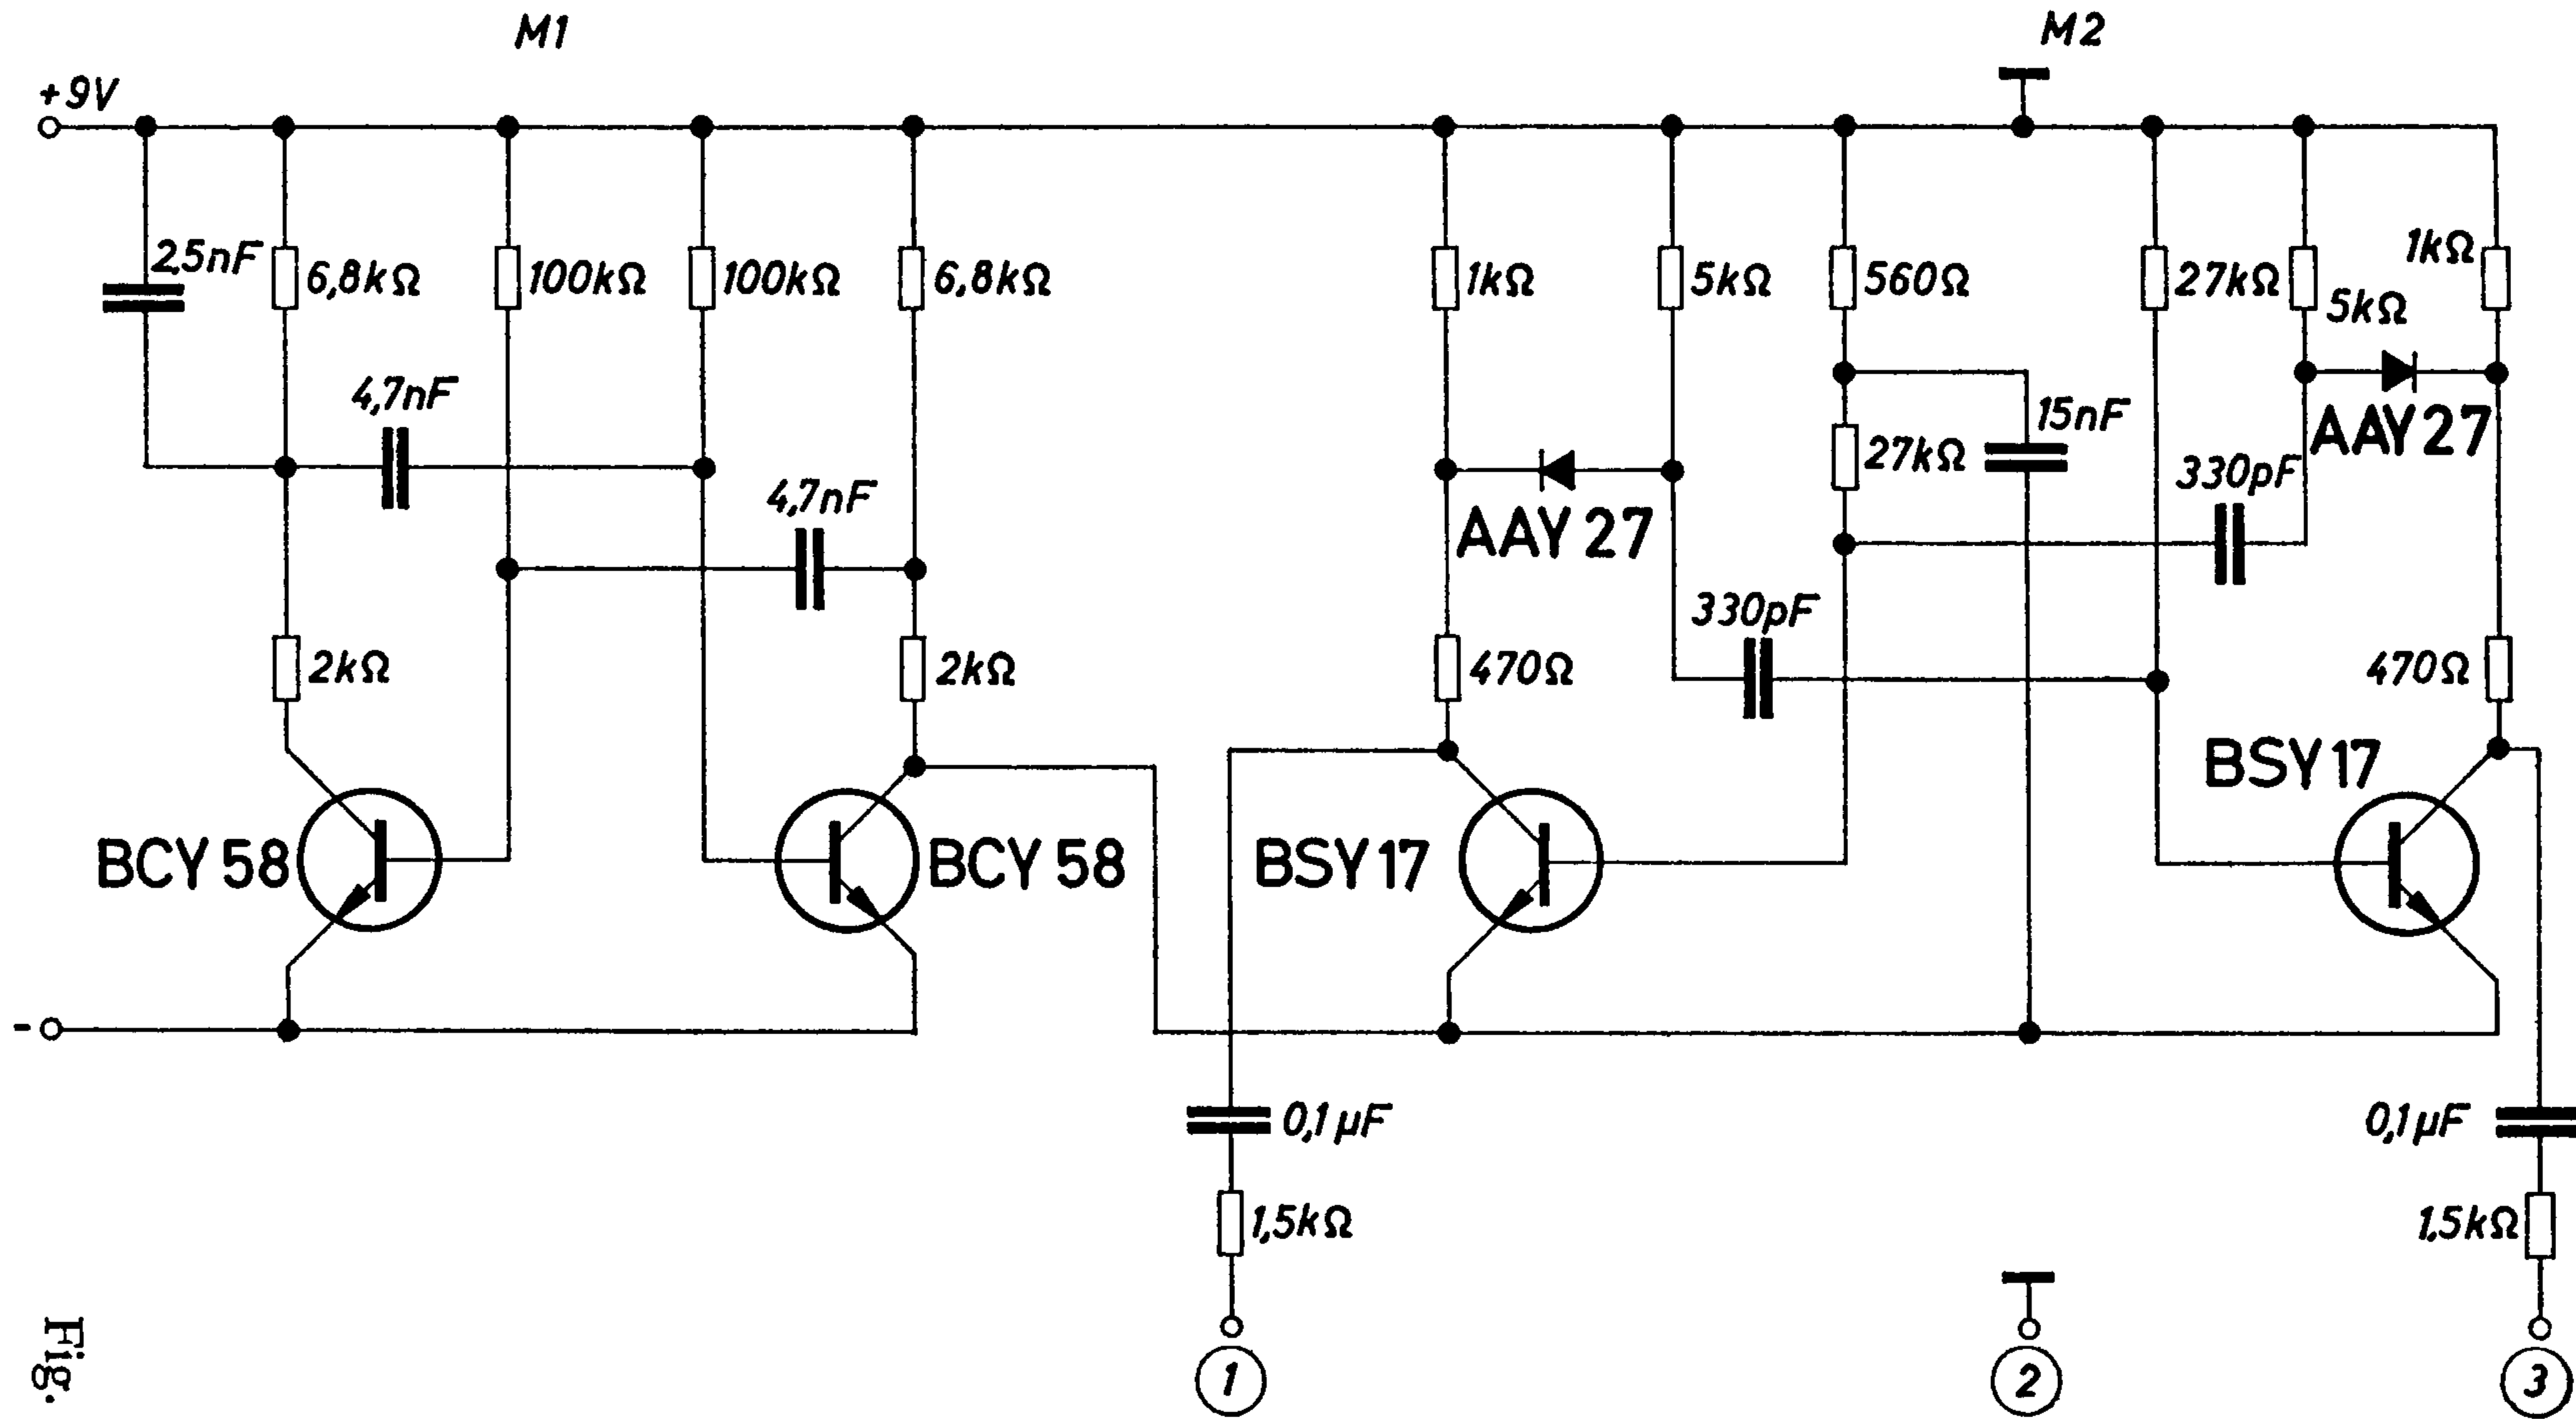 M1
M2
+9V
2,5nF
6,8kΩ
100kΩ
100kΩ
6,8kΩ
1kΩ
5kΩ
560Ω
27kΩ
5kΩ
1kΩ
4,7nF
4,7nF
AAY 27
27kΩ
15nF
AAY 27
330pF
330pF
2kΩ
2kΩ
470Ω
470Ω
BCY 58
BCY 58
BSY 17
BSY 17
-
0,1µF
0,1µF
1,5kΩ
1,5kΩ
1
2
3
Fig.